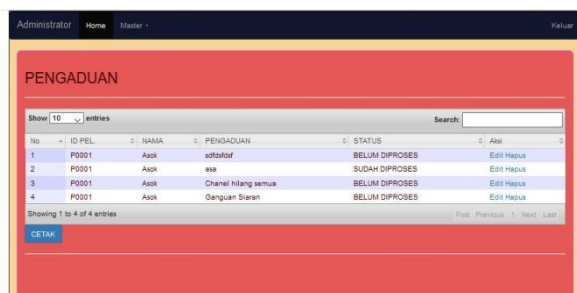 Administrator Home Master Keluar
PENGADUAN
Show 10 entries Search:
No ID PEL. NAMA PENGADUAN STATUS Aksi
1 P0001 Asok sdfdsfdsf BELUM DIPROSES Edit Hapus
2 P0001 Asok asa SUDAH DIPROSES Edit Hapus
3 P0001 Asok Chanel hilang semua BELUM DIPROSES Edit Hapus
4 P0001 Asok Ganguan Siaran BELUM DIPROSES Edit Hapus
Showing 1 to 4 of 4 entries First Previous 1 Next Last
CETAK